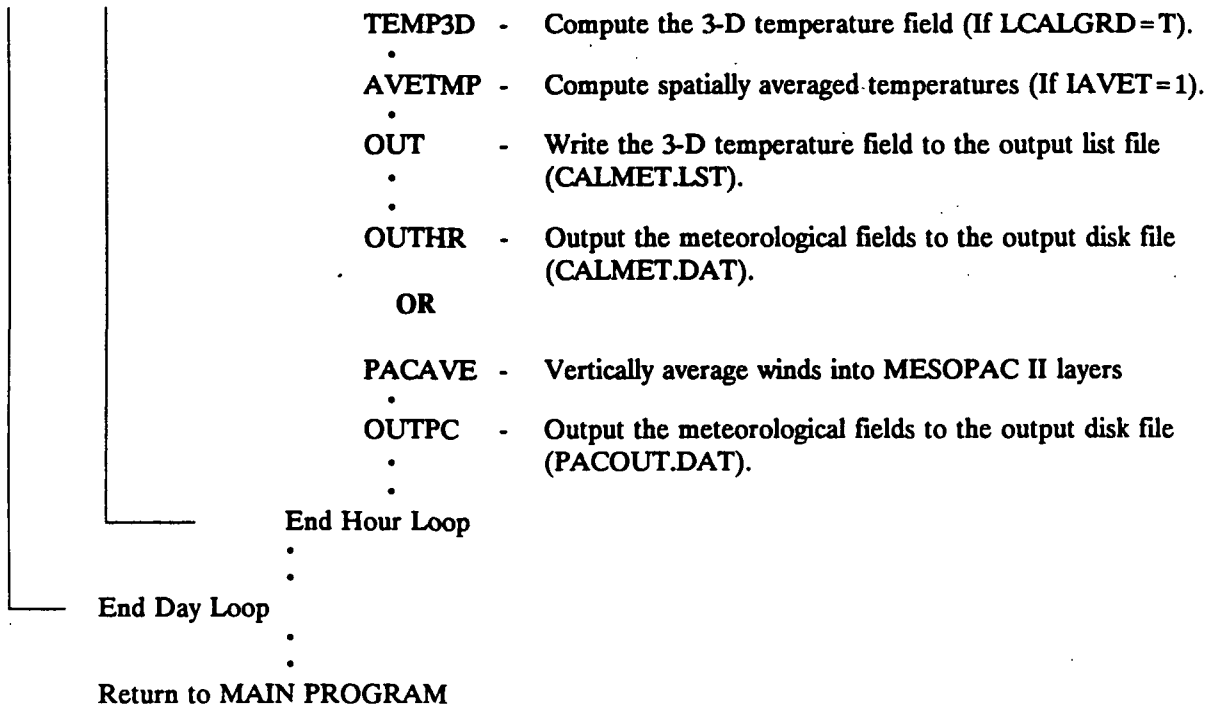 TEMP3D - Compute the 3-D temperature field (If LCALGRD=T).
AVETMP - Compute spatially averaged temperatures (If IAVET=1).
OUT - Write the 3-D temperature field to the output list file
(CALMET.LST).
OUTHR - Output the meteorological fields to the output disk file
(CALMET.DAT).
OR
PACAVE - Vertically average winds into MESOPAC II layers
OUTPC - Output the meteorological fields to the output disk file
(PACOUT.DAT).
End Hour Loop
End Day Loop
Return to MAIN PROGRAM